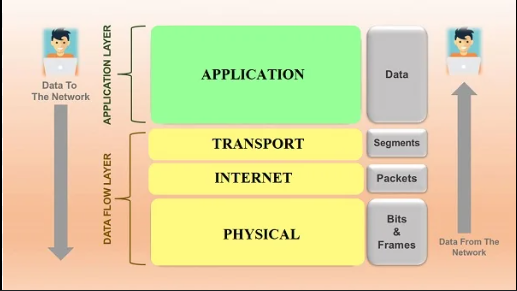 Data To
The Network
APPLICATION LAYER
APPLICATION
Data
DATA FLOW LAYER
TRANSPORT
Segments
INTERNET
Packets
PHYSICAL
Bits
&
Frames
Data From The
Network